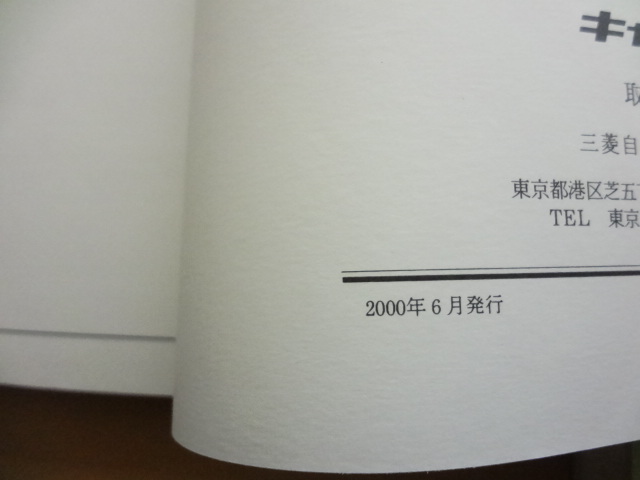 キャ
取
三菱自
東京都港区芝五丁
TEL 東京
2000年6月発行